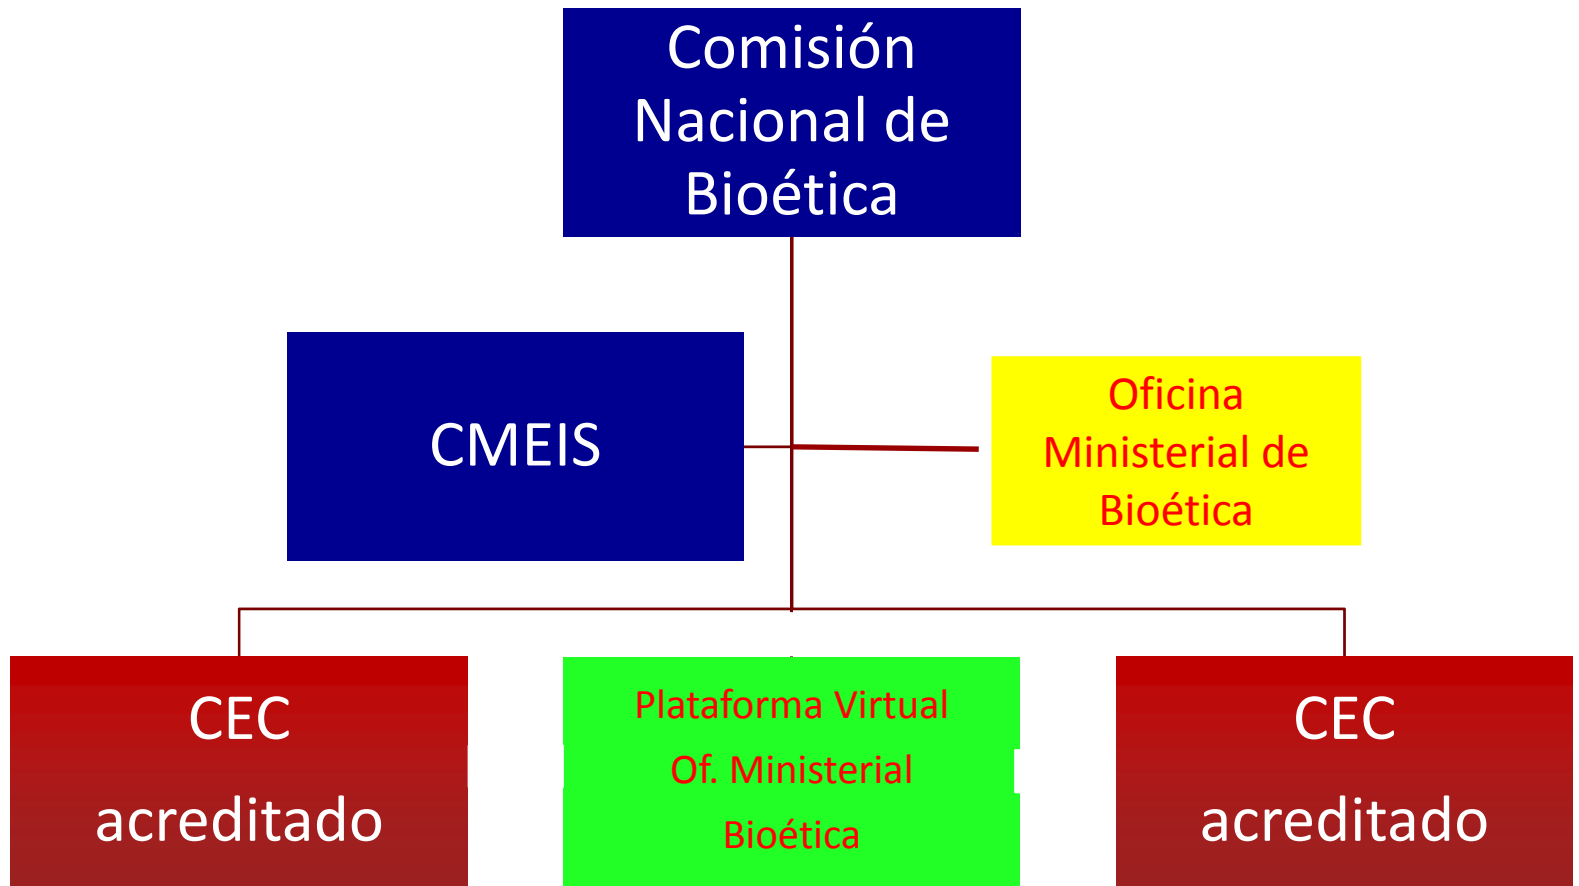 Comisión
Nacional de
Bioética
CMEIS
Oficina
Ministerial de
Bioética
CEC
acreditado
Plataforma Virtual
Of. Ministerial
Bioética
CEC
acreditado